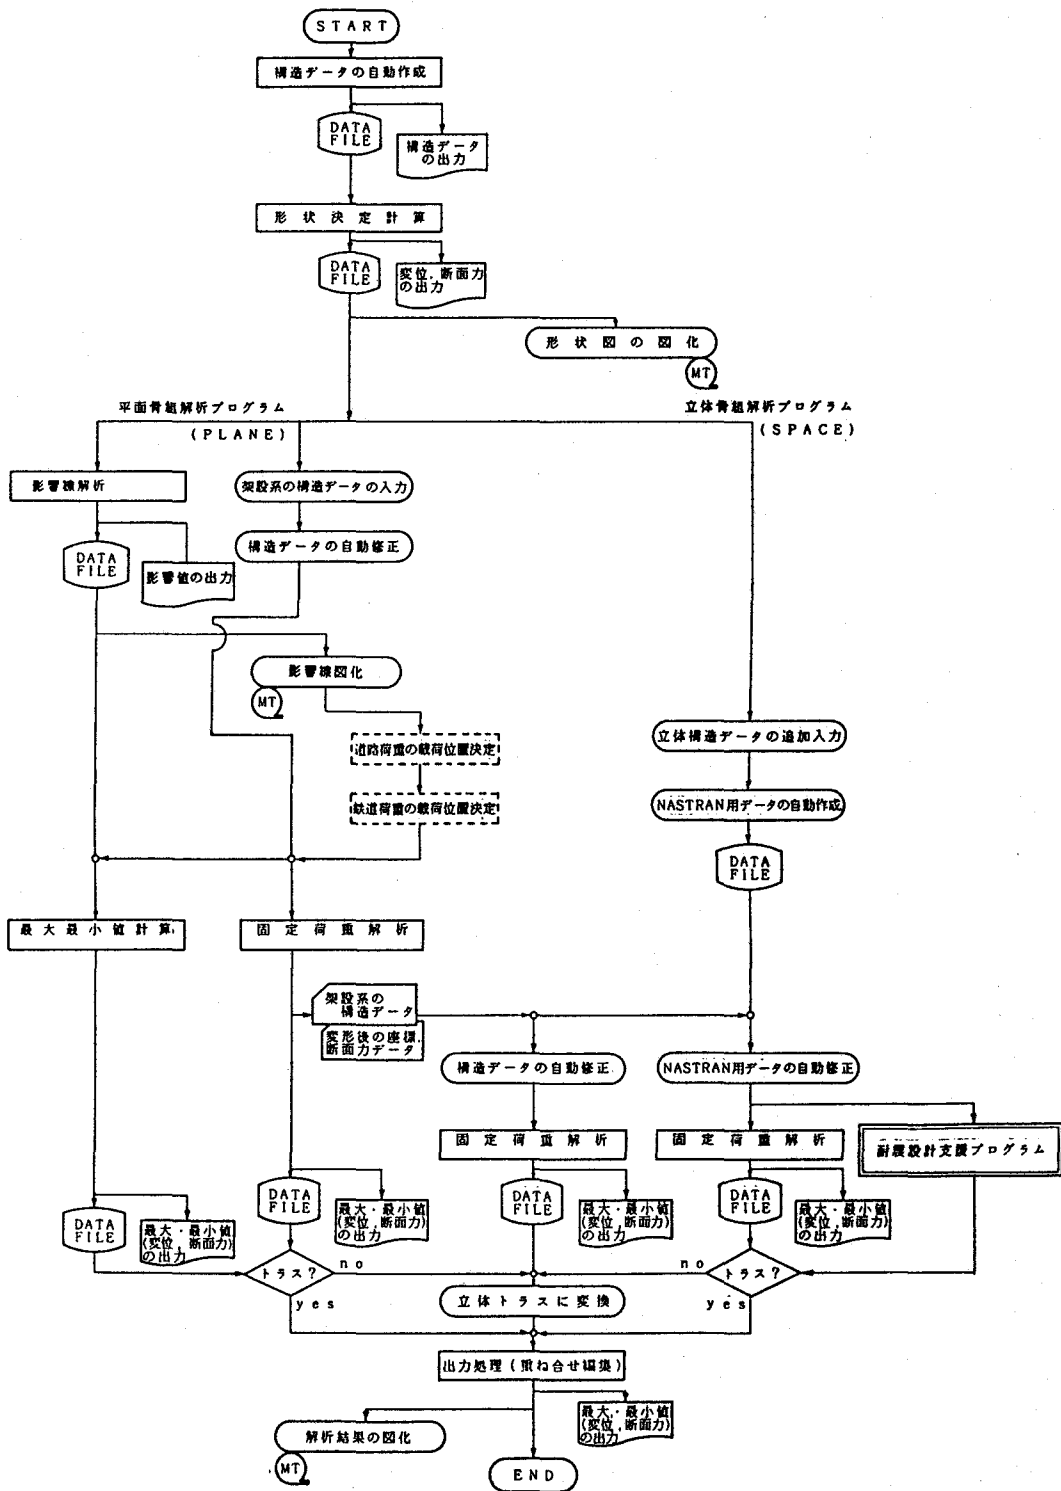 START
構造データの自動作成
DATA
FILE
構造データ
の出力
形状決定計算
DATA
FILE
変位,断面力
の出力
形状図の図化
MT
平面骨組解析プログラム
(PLANE)
立体骨組解析プログラム
(SPACE)
影響線解析
架設系の構造データの入力
構造データの自動修正
DATA
FILE
影響値の出力
影響線図化
MT
道路荷重の載荷位置決定
鉄道荷重の載荷位置決定
立体構造データの追加入力
NASTRAN用データの自動作成
DATA
FILE
最大最小値計算
固定荷重解析
架設系の
構造データ
変形後の座標,
断面力データ
構造データの自動修正
NASTRAN用データの自動修正
固定荷重解析
固定荷重解析
耐震設計支援プログラム
DATA
FILE
最大・最小値
(変位,断面力)
の出力
DATA
FILE
最大・最小値
(変位,断面力)
の出力
DATA
FILE
最大・最小値
(変位,断面力)
の出力
DATA
FILE
最大・最小値
(変位,断面力)
の出力
トラス?
no
yes
no
トラス?
yes
立体トラスに変換
出力処理(重ね合せ編集)
最大・最小値
(変位,断面力)
の出力
解析結果の図化
MT
END